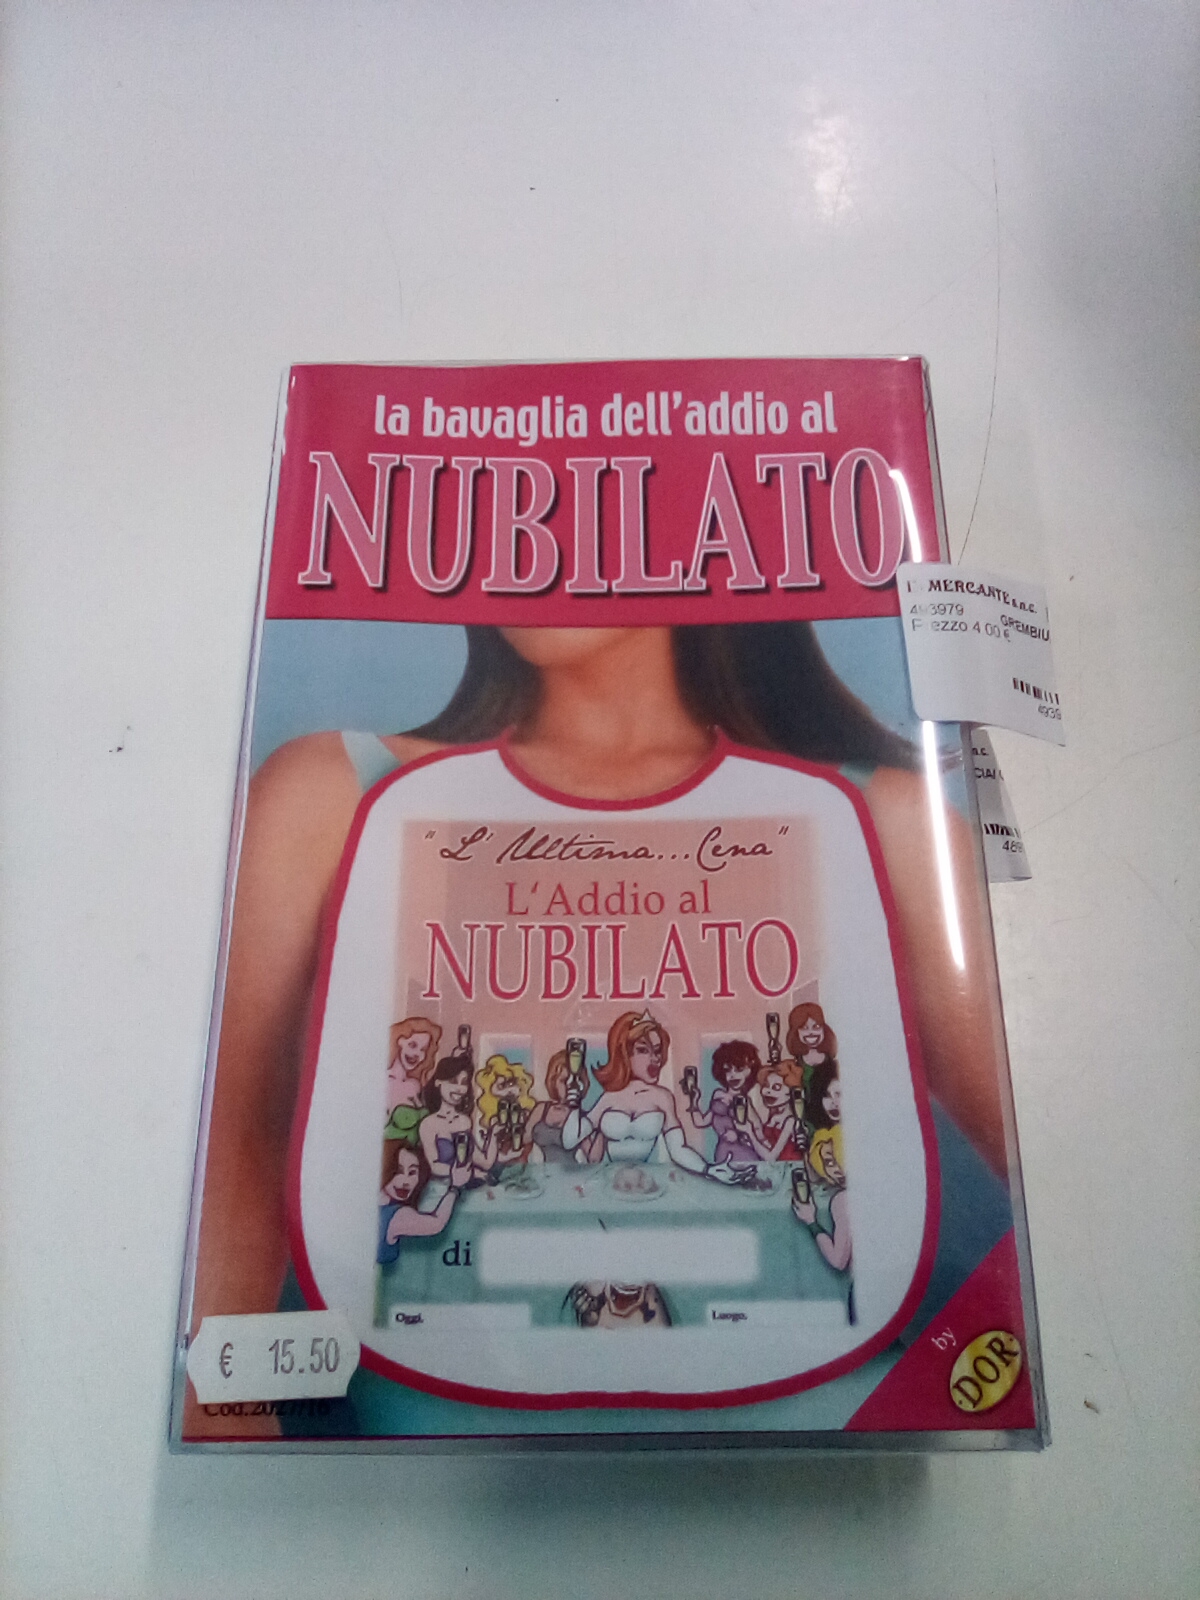 la bavaglia dell'addio al
NUBILATO
MERCANTE s.n.c.
GREMBIU
Prezzo 4 00 €
4939
n.c.
"L'Ultima...Cena"
L'Addio al
NUBILATO
di
Oggi,
Luogo,
€ 15.50
by
DOR